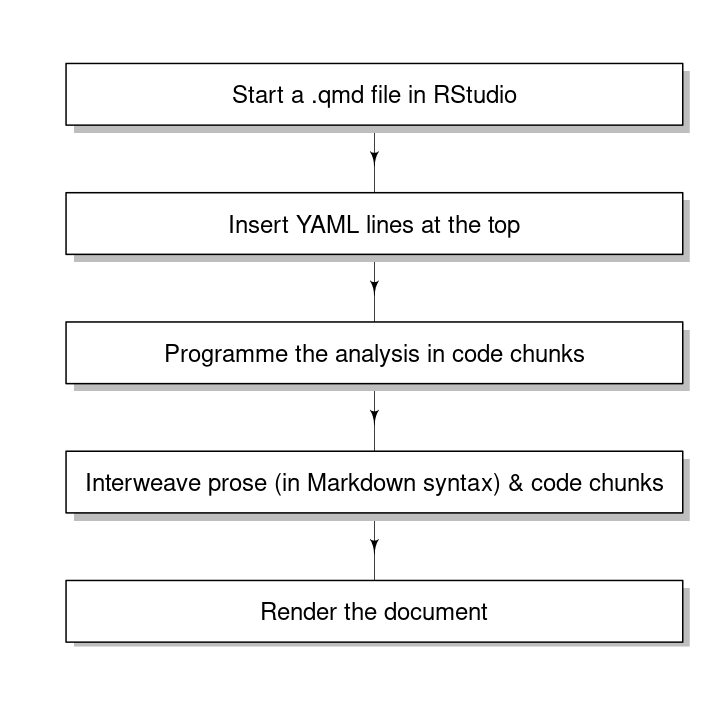 Start a .qmd file in RStudio
Insert YAML lines at the top
Programme the analysis in code chunks
Interweave prose (in Markdown syntax) & code chunks
Render the document